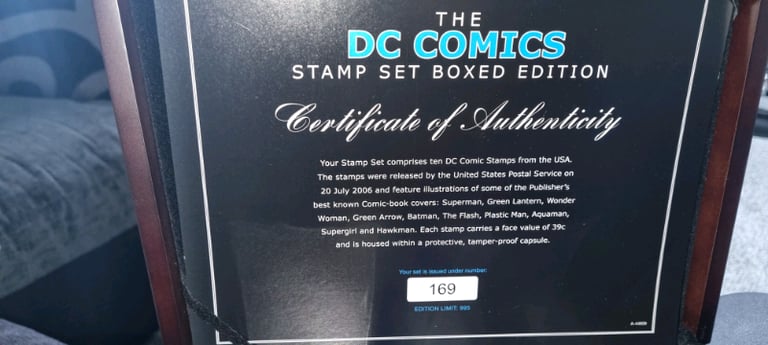 THE
DC COMICS
STAMP SET BOXED EDITION
Certificate of Authenticity
Your Stamp Set comprises ten DC Comic Stamps from the USA.
The stamps were released by the United States Postal Service on
20 July 2006 and feature illustrations of some of the Publisher's
best known Comic-book covers: Superman, Green Lantern, Wonder
Woman, Green Arrow, Batman, The Flash, Plastic Man, Aquaman,
Supergirl and Hawkman. Each stamp carries a face value of 39c
and is housed within a protective, tamper-proof capsule.
Your set is issued under number:
169
EDITION LIMIT: 995